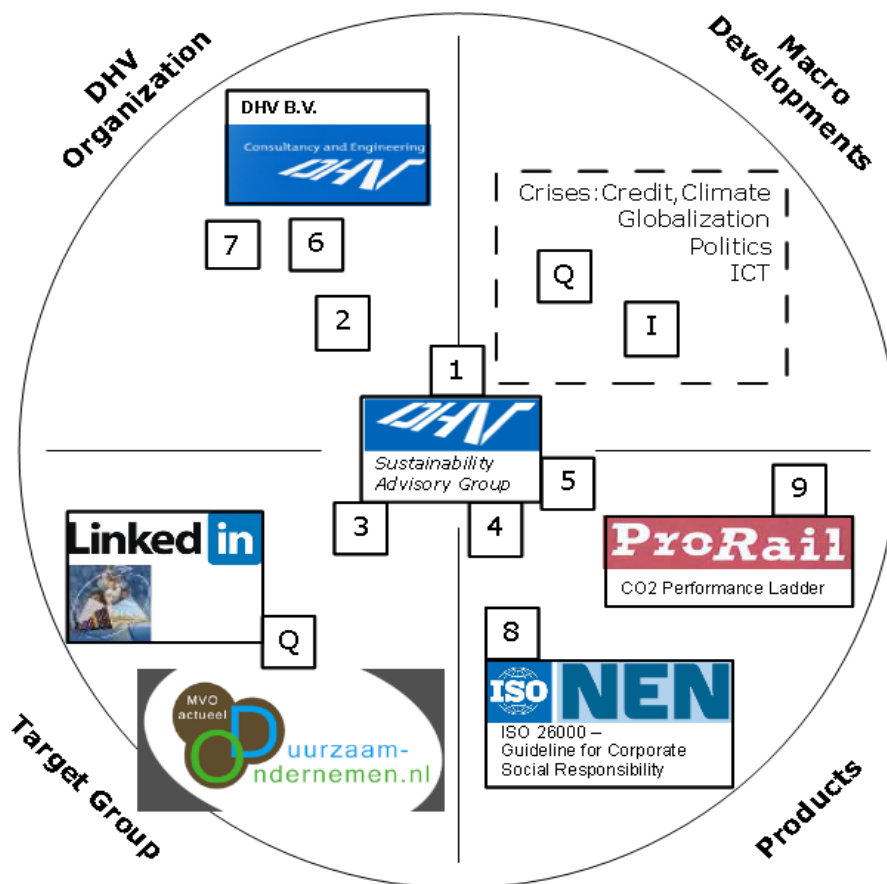 DHV
Organization
Macro
Developments
DHV B.V.
Consultancy and Engineering
DHV
7
6
2
Crises:Credit,Climate
Globalization
Politics
ICT
Q
I
1
DHV
Sustainability
Advisory Group
5
3
4
9
ProRail
CO2 Performance Ladder
Linked in
Q
8
ISO NEN
ISO 26000 –
Guideline for Corporate
Social Responsibility
MVO
actueel
Duurzaam-
Ondernemen.nl
Target Group
Products